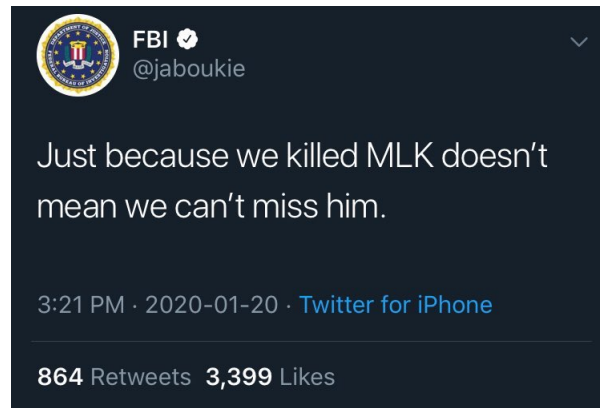 FBI
@jaboukie
Just because we killed MLK doesn't
mean we can't miss him.
3:21 PM · 2020-01-20 · Twitter for iPhone
864 Retweets 3,399 Likes